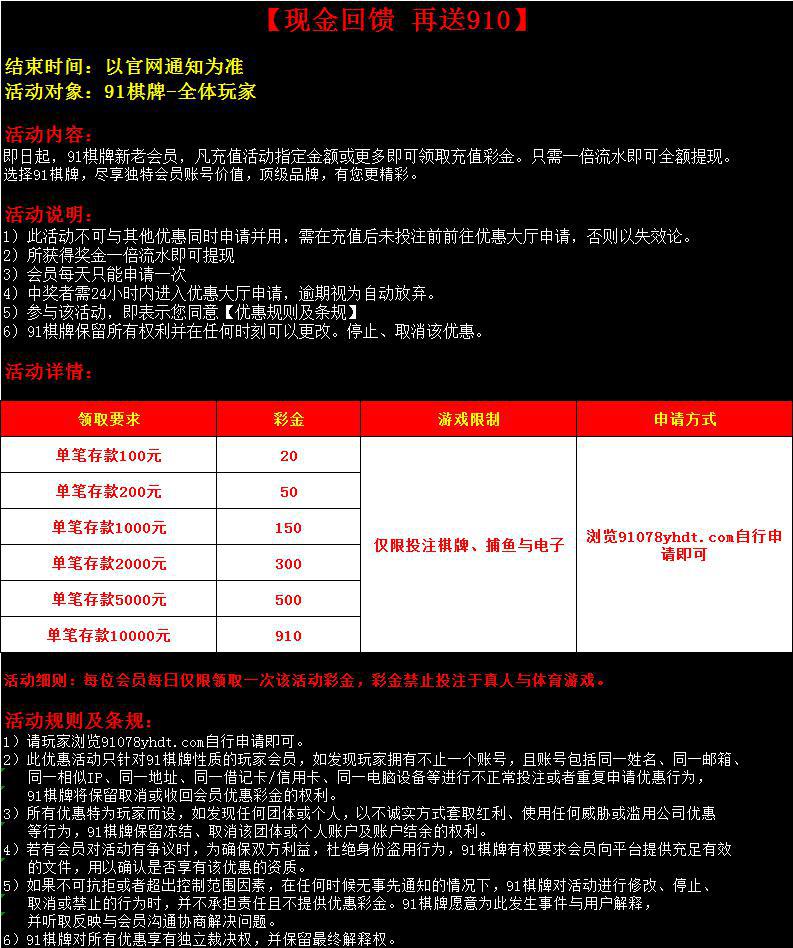 【现金回馈 再送910】
结束时间：以官网通知为准
活动对象：91棋牌-全体玩家
活动内容：
即日起，91棋牌新老会员，凡充值活动指定金额或更多即可领取充值彩金。只需一倍流水即可全额提现。
选择91棋牌，尽享独特会员账号价值，顶级品牌，有您更精彩。
活动说明：
1）此活动不可与其他优惠同时申请并用，需在充值后未投注前前往优惠大厅申请，否则以失效论。
2）所获得奖金一倍流水即可提现
3）会员每天只能申请一次
4）中奖者需24小时内进入优惠大厅申请，逾期视为自动放弃。
5）参与该活动，即表示您同意【优惠规则及条规】
6）91棋牌保留所有权利并在任何时刻可以更改。停止、取消该优惠。
活动详情：
领取要求 彩金 游戏限制 申请方式
单笔存款100元 20
单笔存款200元 50
单笔存款1000元 150
单笔存款2000元 300
单笔存款5000元 500
单笔存款10000元 910
仅限投注棋牌、捕鱼与电子
浏览91078yhdt.com自行申
请即可
活动细则：每位会员每日仅限领取一次该活动彩金，彩金禁止投注于真人与体育游戏。
活动规则及条规：
1）请玩家浏览91078yhdt.com自行申请即可。
2）此优惠活动只针对91棋牌性质的玩家会员，如发现玩家拥有不止一个账号，且账号包括同一姓名、同一邮箱、
同一相似IP、同一地址、同一借记卡/信用卡、同一电脑设备等进行不正常投注或者重复申请优惠行为，
91棋牌将保留取消或收回会员优惠彩金的权利。
3）所有优惠特为玩家而设，如发现任何团体或个人，以不诚实方式套取红利、使用任何威胁或滥用公司优惠
等行为，91棋牌保留冻结、取消该团体或个人账户及账户结余的权利。
4）若有会员对活动有争议时，为确保双方利益，杜绝身份盗用行为，91棋牌有权要求会员向平台提供充足有效
的文件，用以确认是否享有该优惠的资质。
5）如果不可抗拒或者超出控制范围因素，在任何时候无事先通知的情况下，91棋牌对活动进行修改、停止、
取消或禁止的行为时，并不承担责任且不提供优惠彩金。91棋牌愿意为此发生事件与用户解释，
并听取反映与会员沟通协商解决问题。
6）91棋牌对所有优惠享有独立裁决权，并保留最终解释权。